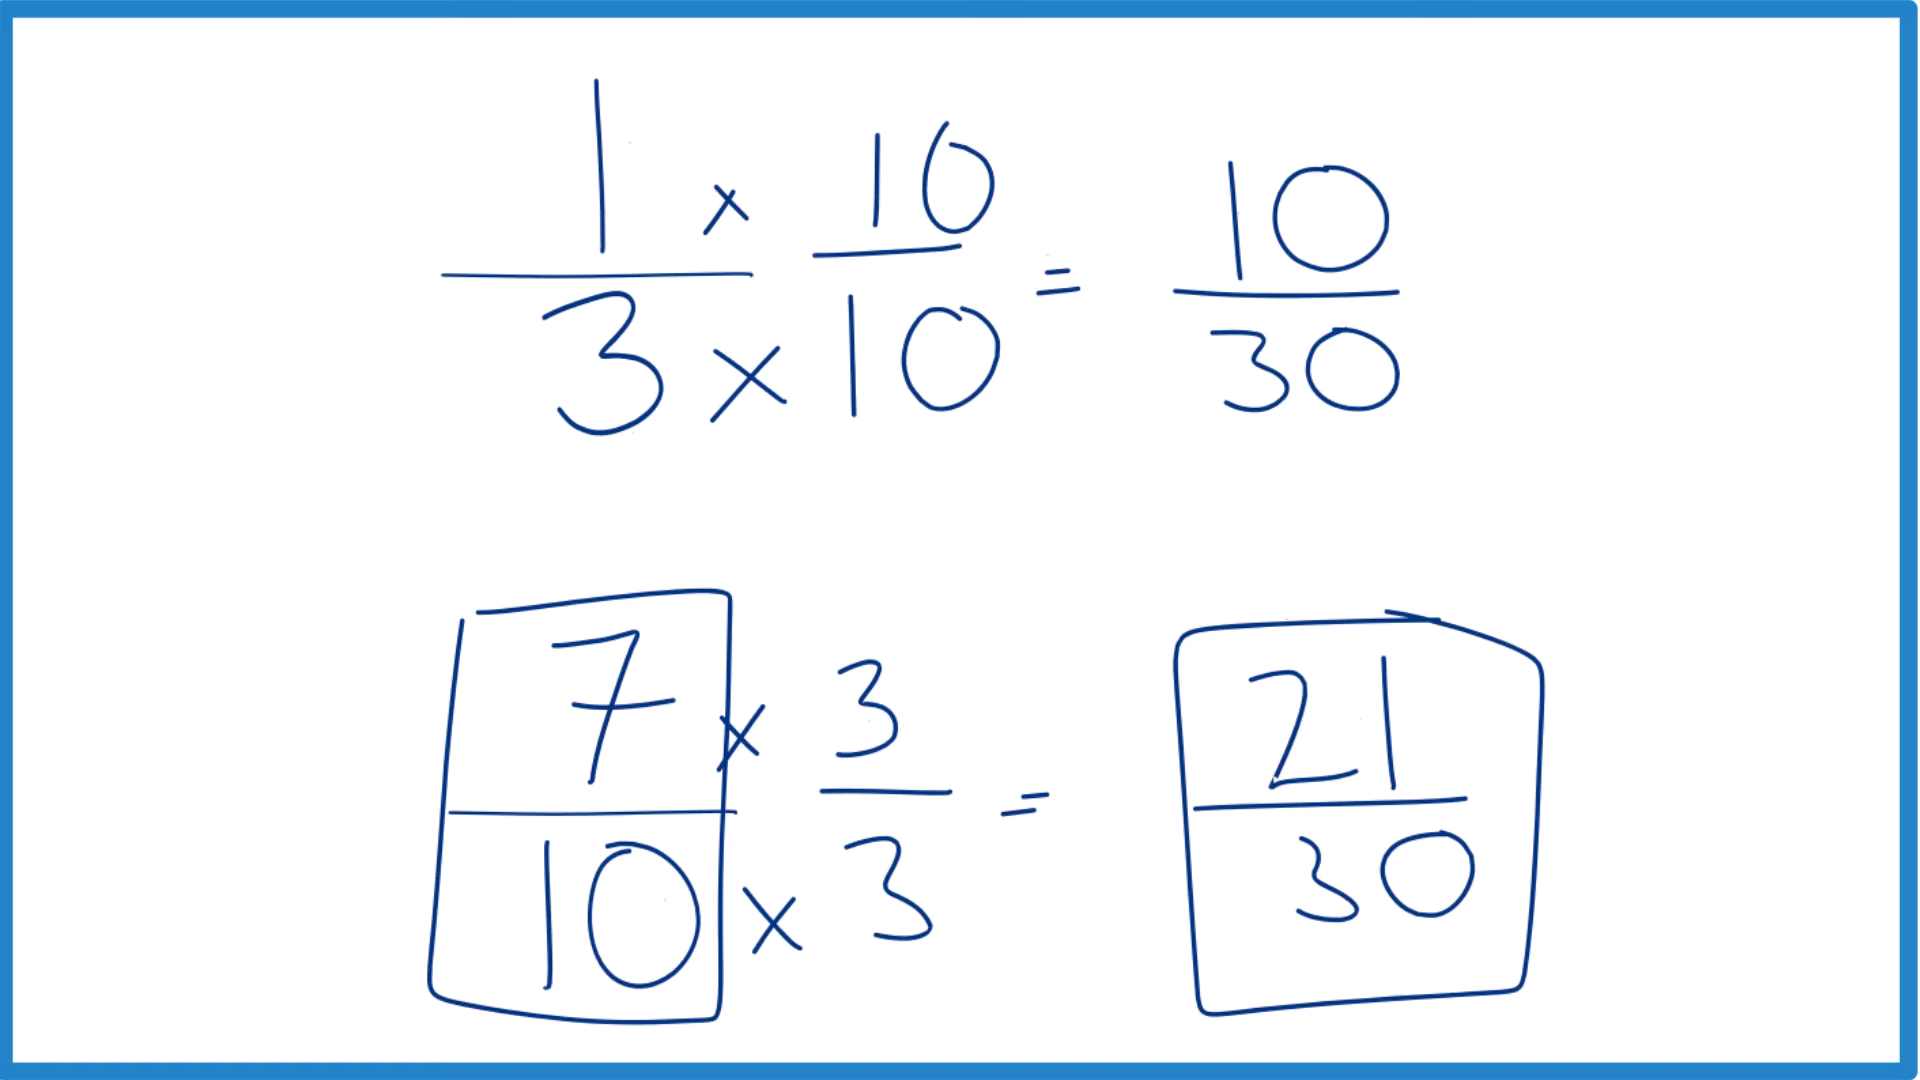 1/3 × 10/10 = 10/30
7/10 × 3/3 = 21/30